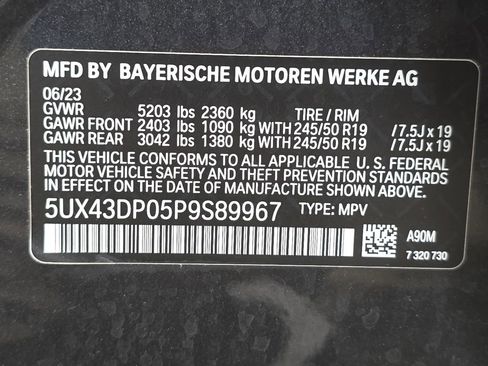 MFD BY BAYERISCHE MOTOREN WERKE AG
06/23
GVWR 5203 lbs 2360 kg TIRE / RIM
GAWR FRONT 2403 lbs 1090 kg WITH 245/50 R19 /7.5J x 19
GAWR REAR 3042 lbs 1380 kg WITH 245/50 R19 /7.5J x 19
THIS VEHICLE CONFORMS TO ALL APPLICABLE U. S. FEDERAL
MOTOR VEHICLE SAFETY AND THEFT PREVENTION STANDARDS
IN EFFECT ON THE DATE OF MANUFACTURE SHOWN ABOVE.
5UX43DP05P9S89967 TYPE: MPV
A90M
7 320 730